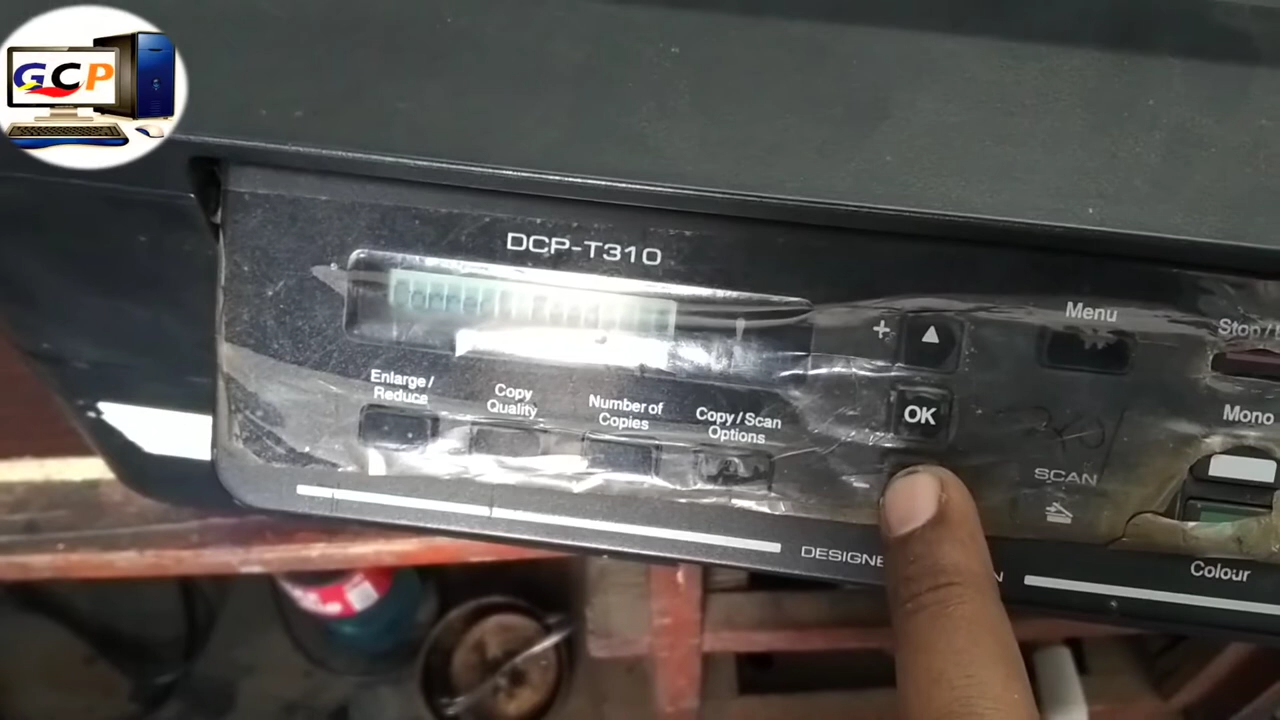 GCP
DCP-T310
Menu
Stop /
+
Enlarge /
Reduce
Copy
Quality
Number of
Copies
Copy / Scan
Options
OK
Mono
SCAN
Colour